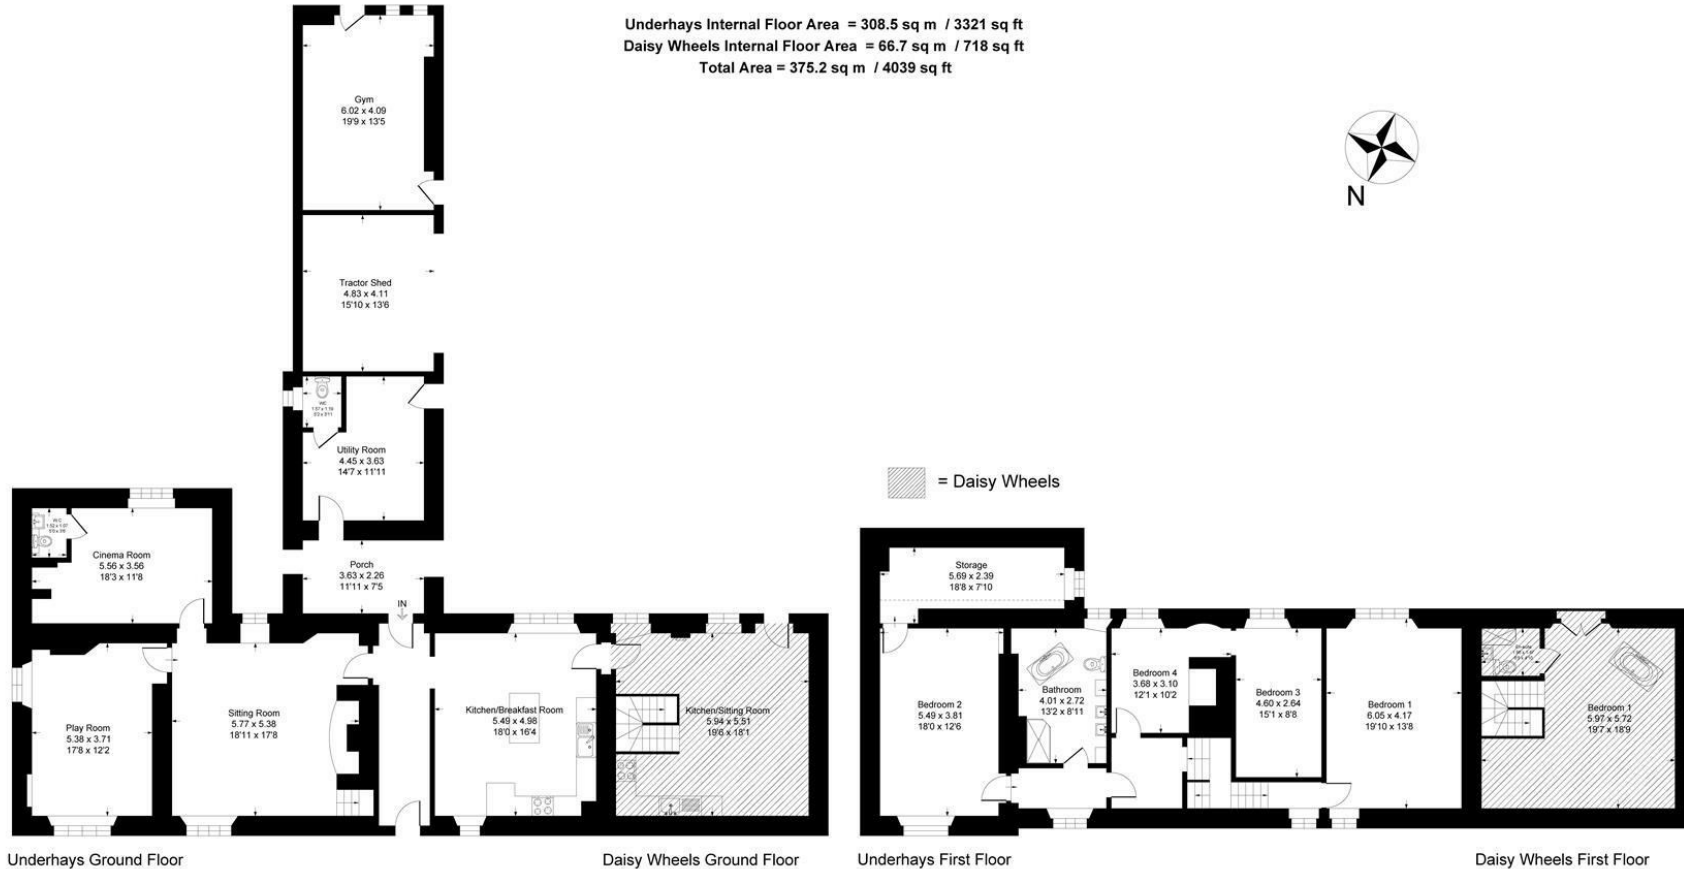 Underhays Internal Floor Area = 308.5 sq m / 3321 sq ft
Daisy Wheels Internal Floor Area = 66.7 sq m / 718 sq ft
Total Area = 375.2 sq m / 4039 sq ft
N
Gym
6.02 x 4.09
19'9 x 13'5
Tractor Shed
4.83 x 4.11
15'10 x 13'6
WC
Utility Room
4.45 x 3.63
14'7 x 11'11
Cinema Room
5.56 x 3.56
18'3 x 11'8
Porch
3.63 x 2.26
11'11 x 7'5
IN
Play Room
5.38 x 3.71
17'8 x 12'2
Sitting Room
5.77 x 5.38
18'11 x 17'8
Kitchen/Breakfast Room
5.49 x 4.98
18'0 x 16'4
Kitchen/Sitting Room
5.94 x 5.51
19'6 x 18'1
Underhays Ground Floor
Daisy Wheels Ground Floor
= Daisy Wheels
Storage
5.69 x 2.39
18'8 x 7'10
Bedroom 2
5.49 x 3.81
18'0 x 12'6
Bathroom
4.01 x 2.72
13'2 x 8'11
Bedroom 4
3.68 x 3.10
12'1 x 10'2
Bedroom 3
4.60 x 2.64
15'1 x 8'8
Bedroom 1
6.05 x 4.17
19'10 x 13'8
Bedroom 1
5.97 x 5.72
19'7 x 18'9
Underhays First Floor
Daisy Wheels First Floor